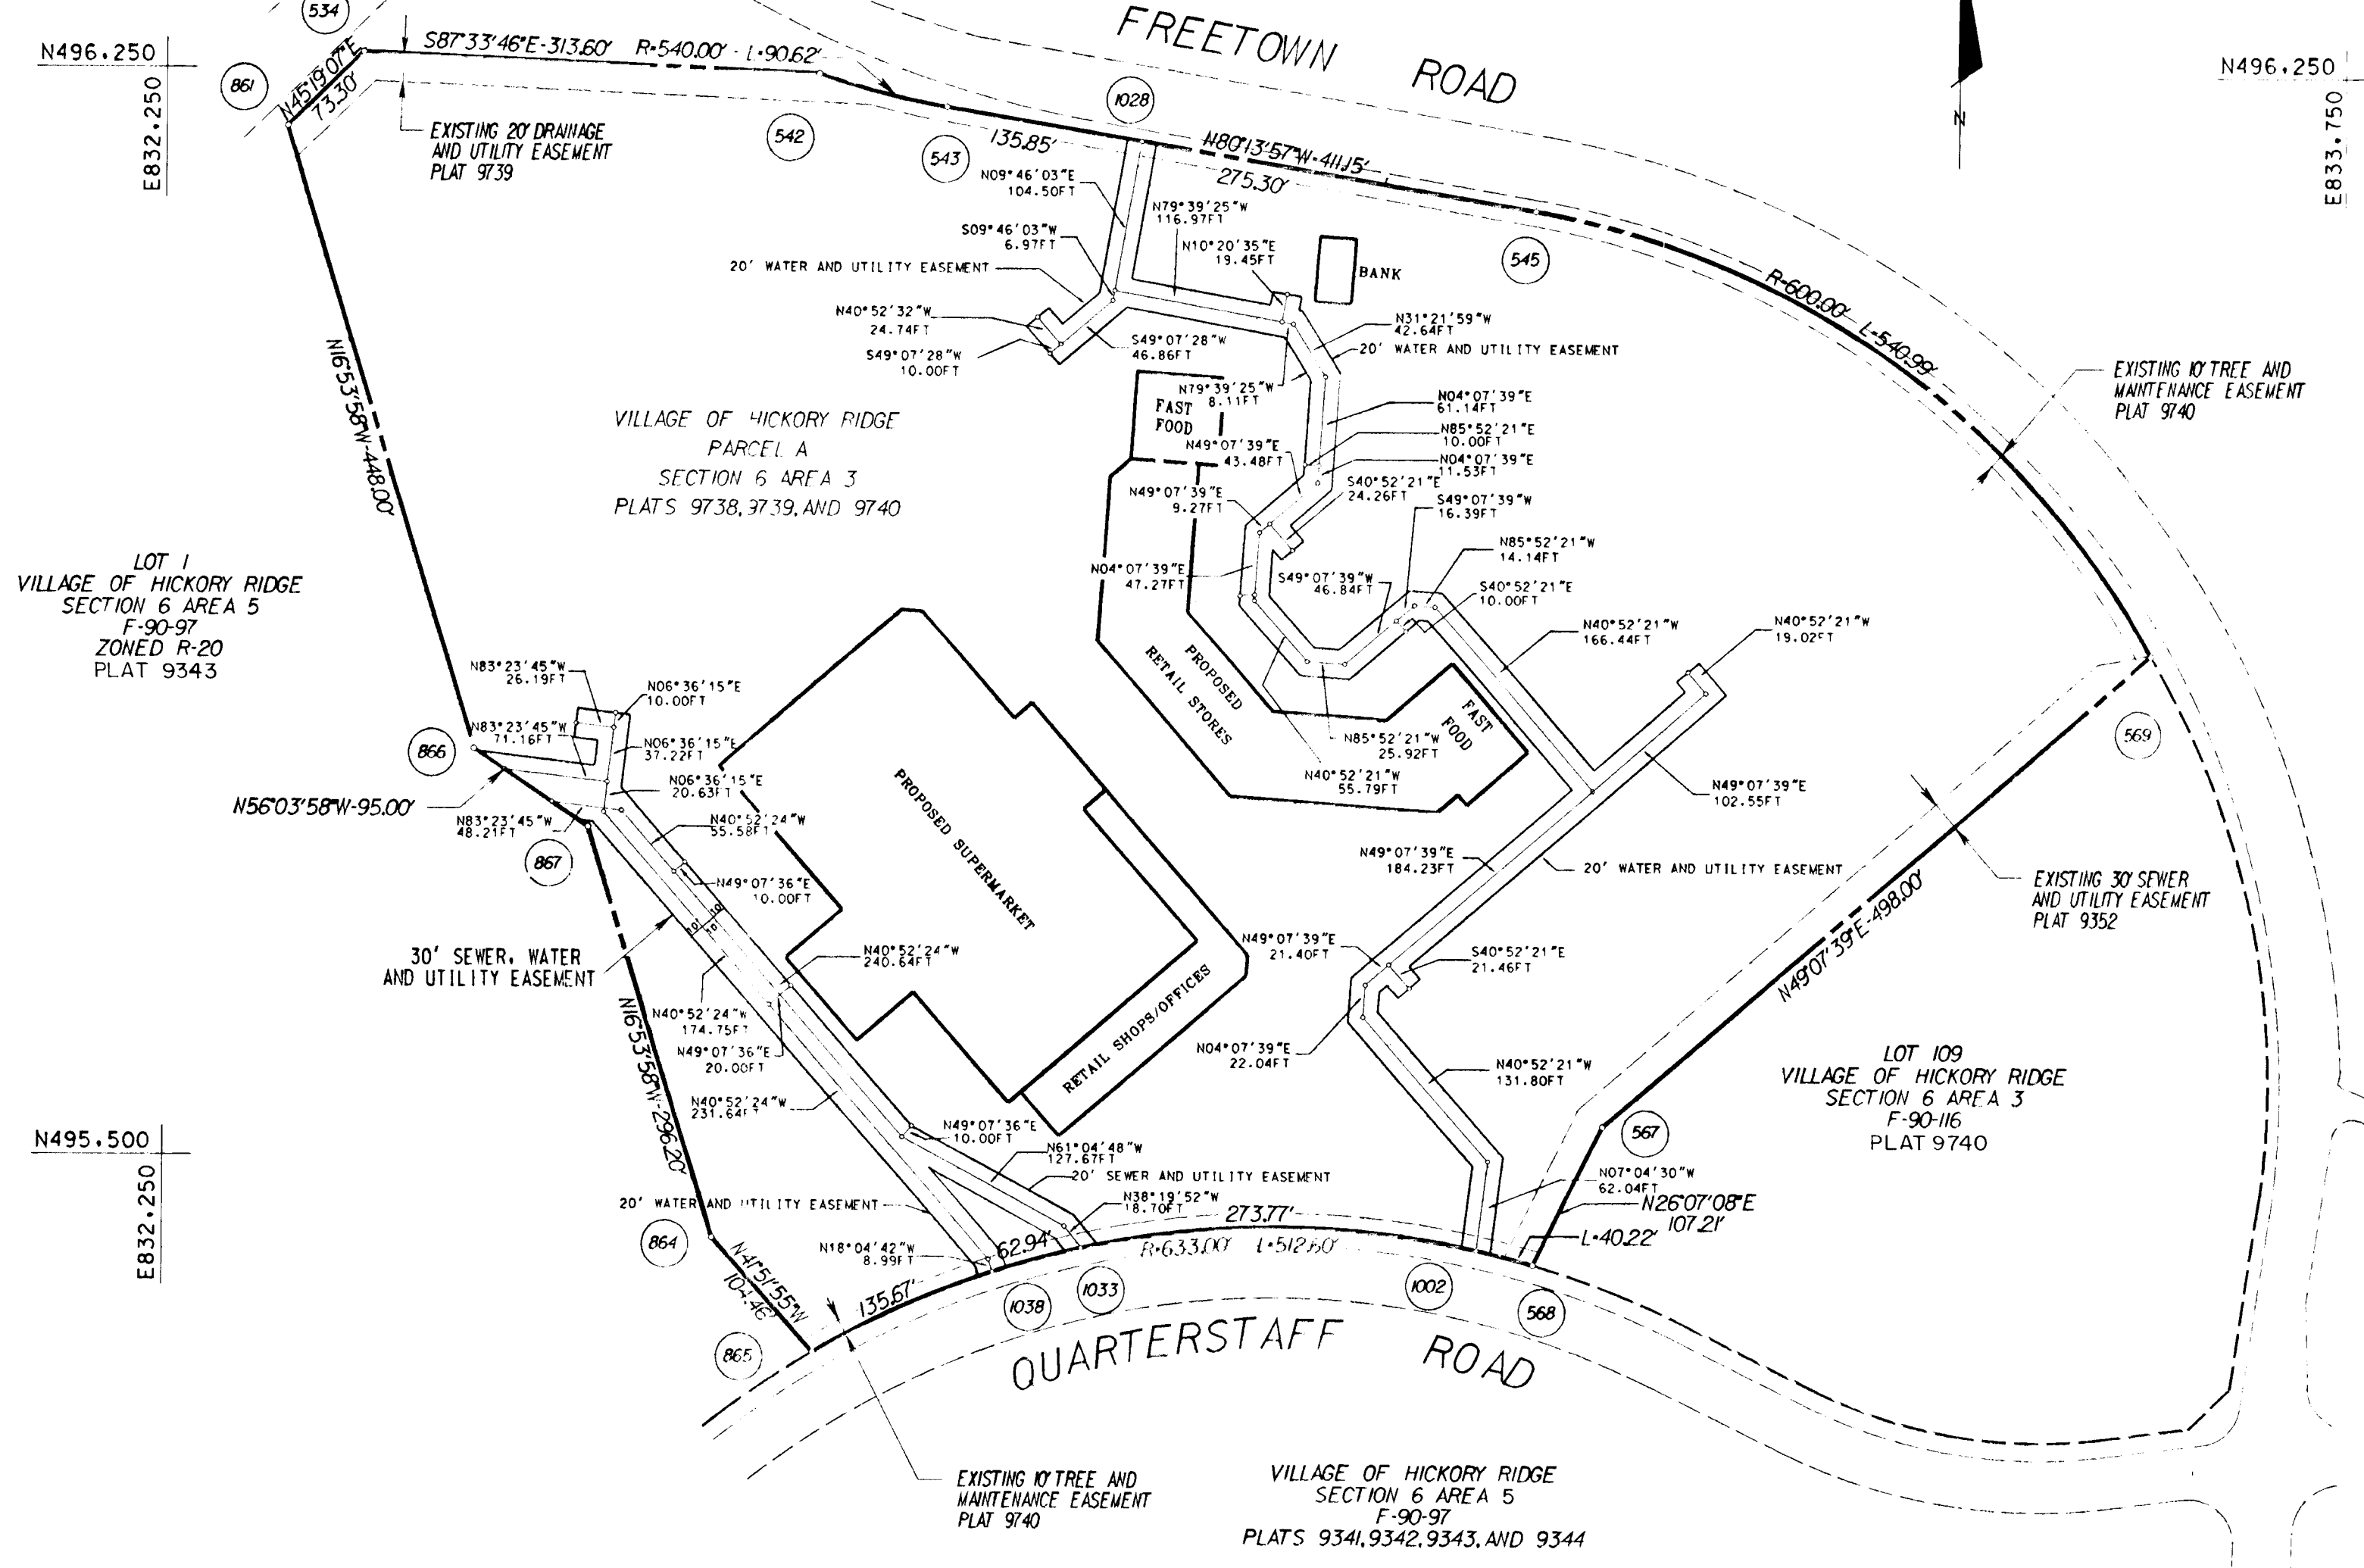 534
N496.250
E832.250
861
N45°19'07"E
73.30'
S87°33'46"E-313.60' R=540.00' - L=90.62'
EXISTING 20' DRAINAGE
AND UTILITY EASEMENT
PLAT 9739
542
543
135.85'
1028
FREETOWN ROAD
N80°13'57"W-411.15'
275.30'
N
N496.250
E833.750
N09°46'03"E
104.50FT
N79°39'25"W
116.97FT
S09°46'03"W
6.97FT
N10°20'35"E
19.45FT
20' WATER AND UTILITY EASEMENT
BANK
545
R=600.00' L=540.99'
N40°52'32"W
24.74FT
S49°07'28"W
10.00FT
S49°07'28"W
46.86FT
N31°21'59"W
42.64FT
20' WATER AND UTILITY EASEMENT
EXISTING 10' TREE AND
MAINTENANCE EASEMENT
PLAT 9740
N79°39'25"W
8.11FT
FAST
FOOD
N04°07'39"E
61.14FT
N85°52'21"E
10.00FT
N49°07'39"E
43.48FT
N04°07'39"E
11.53FT
S40°52'21"E
24.26FT
N49°07'39"E
9.27FT
S49°07'39"W
16.39FT
N16°53'58"W-448.00'
VILLAGE OF HICKORY RIDGE
PARCEL A
SECTION 6 AREA 3
PLATS 9738,9739,AND 9740
LOT 1
VILLAGE OF HICKORY RIDGE
SECTION 6 AREA 5
F-90-97
ZONED R-20
PLAT 9343
N85°52'21"W
14.14FT
N04°07'39"E
47.27FT
S49°07'39"W
46.84FT
S40°52'21"E
10.00FT
N40°52'21"W
166.44FT
N40°52'21"W
19.02FT
PROPOSED
RETAIL STORES
FAST
FOOD
N83°23'45"W
26.19FT
N06°36'15"E
10.00FT
N83°23'45"W
71.16FT
N06°36'15"E
37.22FT
N06°36'15"E
20.63FT
866
N56°03'58"W-95.00'
N83°23'45"W
48.21FT
867
N40°52'24"W
55.58FT
N49°07'36"E
10.00FT
10'
10'
10'
N85°52'21"W
25.92FT
N40°52'21"W
55.79FT
569
N49°07'39"E
102.55FT
PROPOSED SUPERMARKET
N49°07'39"E
184.23FT
20' WATER AND UTILITY EASEMENT
N49°07'39"E-498.00'
EXISTING 30' SEWER
AND UTILITY EASEMENT
PLAT 9352
30' SEWER, WATER
AND UTILITY EASEMENT
N40°52'24"W
240.64FT
N49°07'39"E
21.40FT
S40°52'21"E
21.46FT
N40°52'24"W
174.75FT
N49°07'36"E
20.00FT
N40°52'24"W
231.64FT
RETAIL SHOPS/OFFICES
N04°07'39"E
22.04FT
N40°52'21"W
131.80FT
LOT 109
VILLAGE OF HICKORY RIDGE
SECTION 6 AREA 3
F-90-116
PLAT 9740
N495.500
E832.250
N16°53'58"W-296.20'
N49°07'36"E
10.00FT
N61°04'48"W
127.67FT
20' SEWER AND UTILITY EASEMENT
567
N07°04'30"W
62.04FT
N26°07'08"E
107.21'
20' WATER AND UTILITY EASEMENT
N38°19'52"W
18.70FT
273.77'
L=40.22'
864
N18°04'42"W
8.99FT
62.94'
R=633.00' L=512.60'
N41°51'55"W
104.46'
135.67'
1038
1033
1002
568
865
QUARTERSTAFF ROAD
EXISTING 10' TREE AND
MAINTENANCE EASEMENT
PLAT 9740
VILLAGE OF HICKORY RIDGE
SECTION 6 AREA 5
F-90-97
PLATS 9341,9342,9343,AND 9344